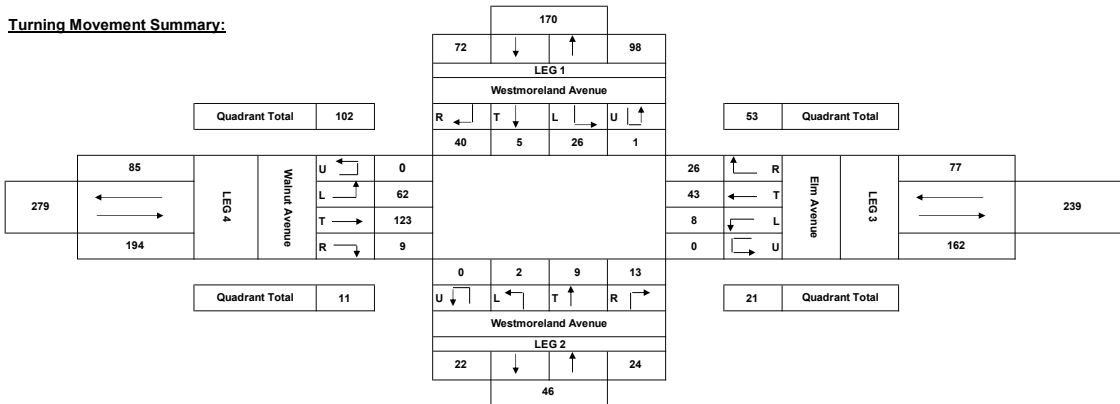 Turning Movement Summary:
170
72 98
LEG 1
Westmoreland Avenue
Quadrant Total 102
R T L U
53 Quadrant Total
40 5 26 1
85
U 0
26 R
77
279
LEG 4
Walnut Avenue
L 62
43 T
Elm Avenue
LEG 3
239
T 123
8 L
194
R 9
0 U
162
0 2 9 13
Quadrant Total 11
U L T R
21 Quadrant Total
Westmoreland Avenue
LEG 2
22 24
46